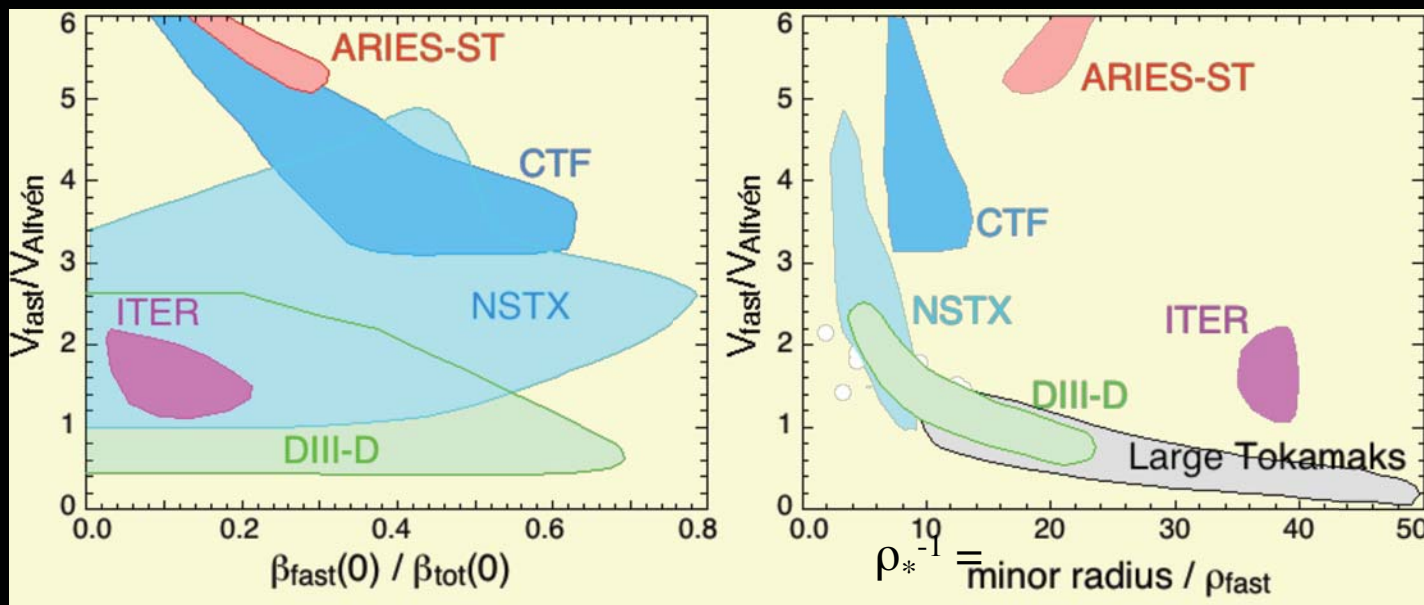 6
5
4
3
2
1
0
Vfast/VAlfvén
ARIES-ST
CTF
NSTX
ITER
DIII-D
0.0 0.2 0.4 0.6 0.8
βfast(0) / βtot(0)
6
5
4
3
2
1
0
Vfast/VAlfvén
ARIES-ST
CTF
NSTX
ITER
DIII-D
Large Tokamaks
0.0 10 20 30 40 50
ρ*-1 =
minor radius / ρfast